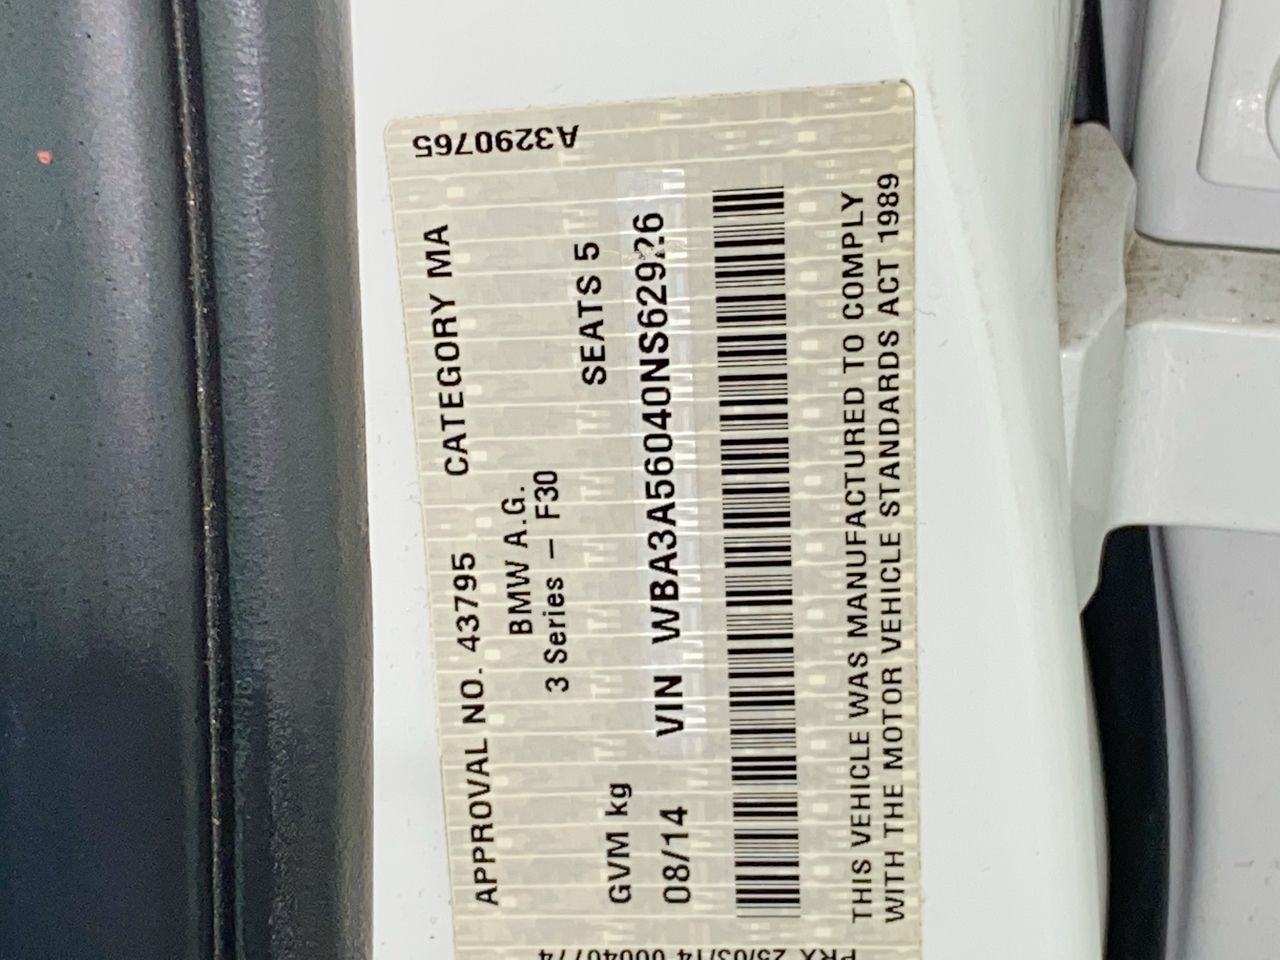 A3290765
APPROVAL NO. 43795 CATEGORY MA
BMW A.G.
3 Series – F30
GVM kg SEATS 5
08/14 VIN WBA3A56040NS62926
THIS VEHICLE WAS MANUFACTURED TO COMPLY
WITH THE MOTOR VEHICLE STANDARDS ACT 1989